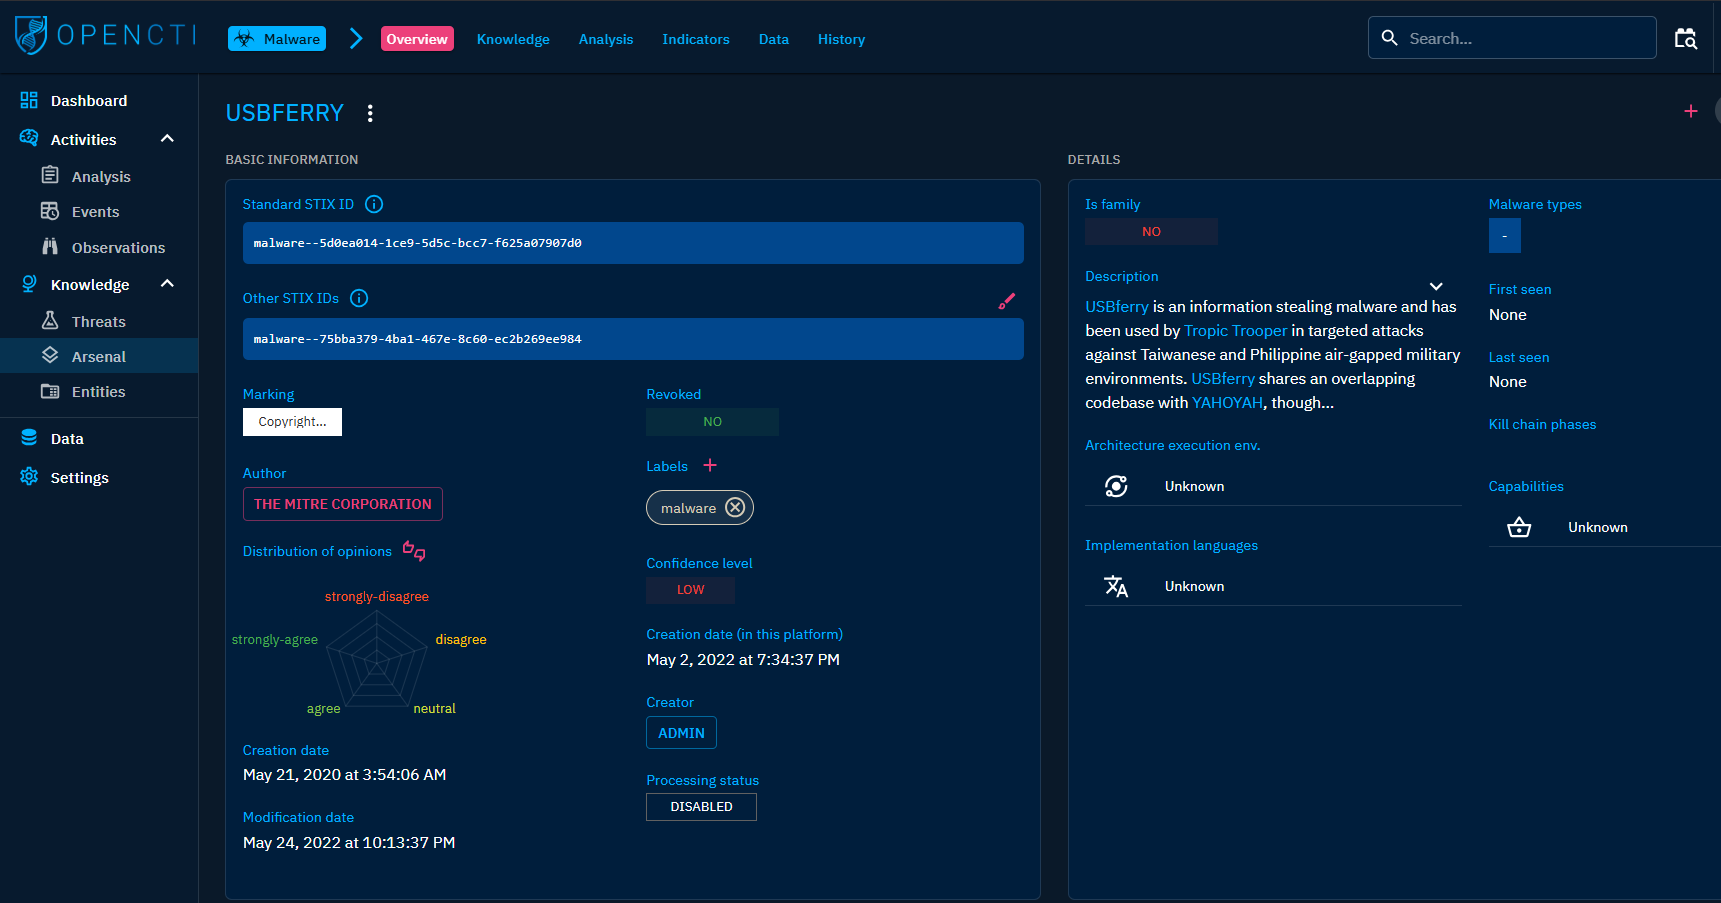 OPENCTI
Malware
Overview
Knowledge
Analysis
Indicators
Data
History
Search...
Dashboard
Activities
Analysis
Events
Observations
Knowledge
Threats
Arsenal
Entities
Data
Settings
USBFERRY
BASIC INFORMATION
Standard STIX ID
malware--5d0ea014-1ce9-5d5c-bcc7-f625a07907d0
Other STIX IDs
malware--75bba379-4ba1-467e-8c60-ec2b269ee984
Marking
Copyright...
Author
THE MITRE CORPORATION
Distribution of opinions
strongly-disagree
strongly-agree
disagree
agree
neutral
Creation date
May 21, 2020 at 3:54:06 AM
Modification date
May 24, 2022 at 10:13:37 PM
Revoked
NO
Labels
malware
Confidence level
LOW
Creation date (in this platform)
May 2, 2022 at 7:34:37 PM
Creator
ADMIN
Processing status
DISABLED
DETAILS
Is family
NO
Description
USBferry is an information stealing malware and has
been used by Tropic Trooper in targeted attacks
against Taiwanese and Philippine air-gapped military
environments. USBferry shares an overlapping
codebase with YAHOYAH, though...
Architecture execution env.
Unknown
Implementation languages
Unknown
Malware types
-
First seen
None
Last seen
None
Kill chain phases
Capabilities
Unknown